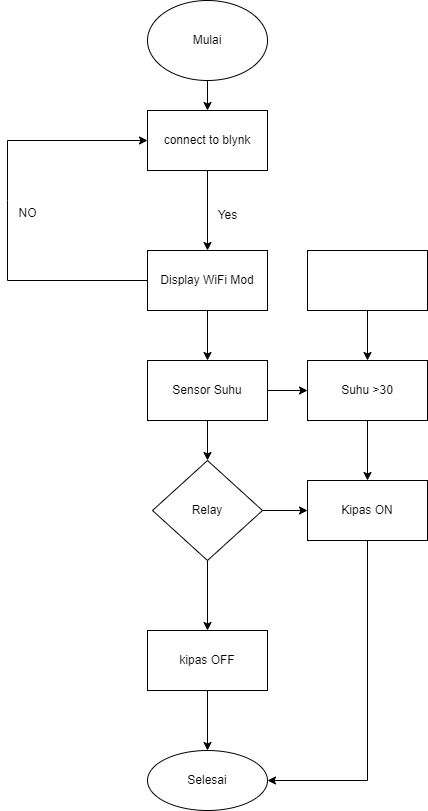 Mulai
connect to blynk
NO
Yes
Display WiFi Mod
Sensor Suhu
Suhu >30
Relay
Kipas ON
kipas OFF
Selesai